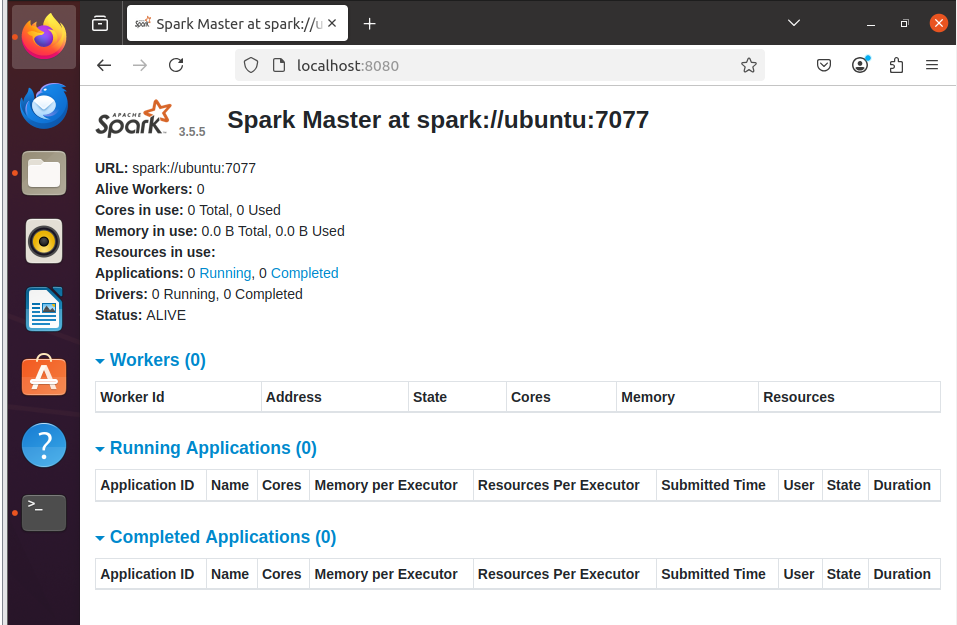 Spark Master at spark://u
localhost:8080
APACHE
Spark 3.5.5
Spark Master at spark://ubuntu:7077
URL: spark://ubuntu:7077
Alive Workers: 0
Cores in use: 0 Total, 0 Used
Memory in use: 0.0 B Total, 0.0 B Used
Resources in use:
Applications: 0 Running, 0 Completed
Drivers: 0 Running, 0 Completed
Status: ALIVE
Workers (0)
Worker Id Address State Cores Memory Resources
Running Applications (0)
Application ID Name Cores Memory per Executor Resources Per Executor Submitted Time User State Duration
Completed Applications (0)
Application ID Name Cores Memory per Executor Resources Per Executor Submitted Time User State Duration